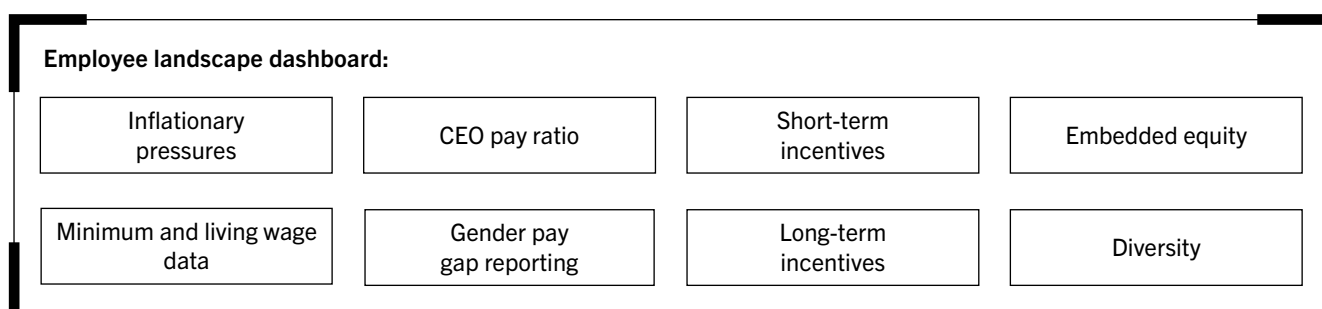 Employee landscape dashboard:
Inflationary
pressures
CEO pay ratio
Short-term
incentives
Embedded equity
Minimum and living wage
data
Gender pay
gap reporting
Long-term
incentives
Diversity